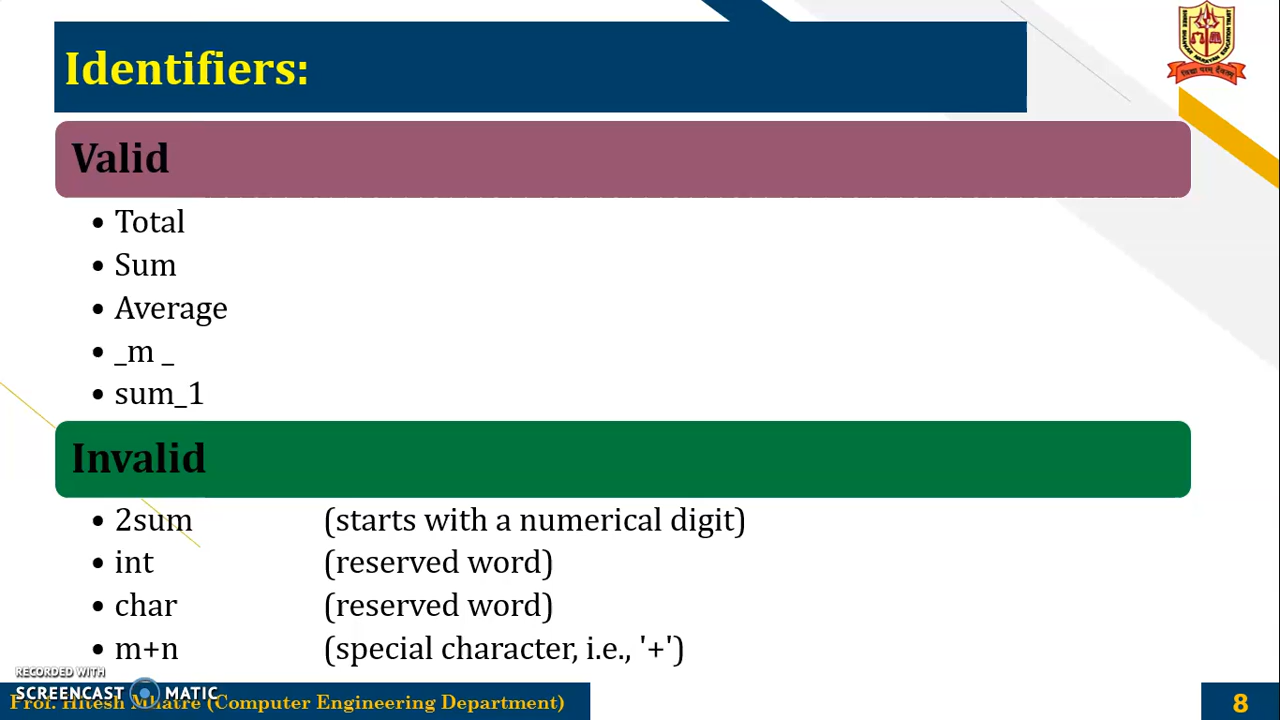 Identifiers:
Valid
• Total
• Sum
• Average
• _m _
• sum_1
Invalid
• 2sum (starts with a numerical digit)
• int (reserved word)
• char (reserved word)
• m+n (special character, i.e., '+')
RECORDED WITH
SCREENCAST MATIC
Prof. Hitesh Mhatre (Computer Engineering Department)
8